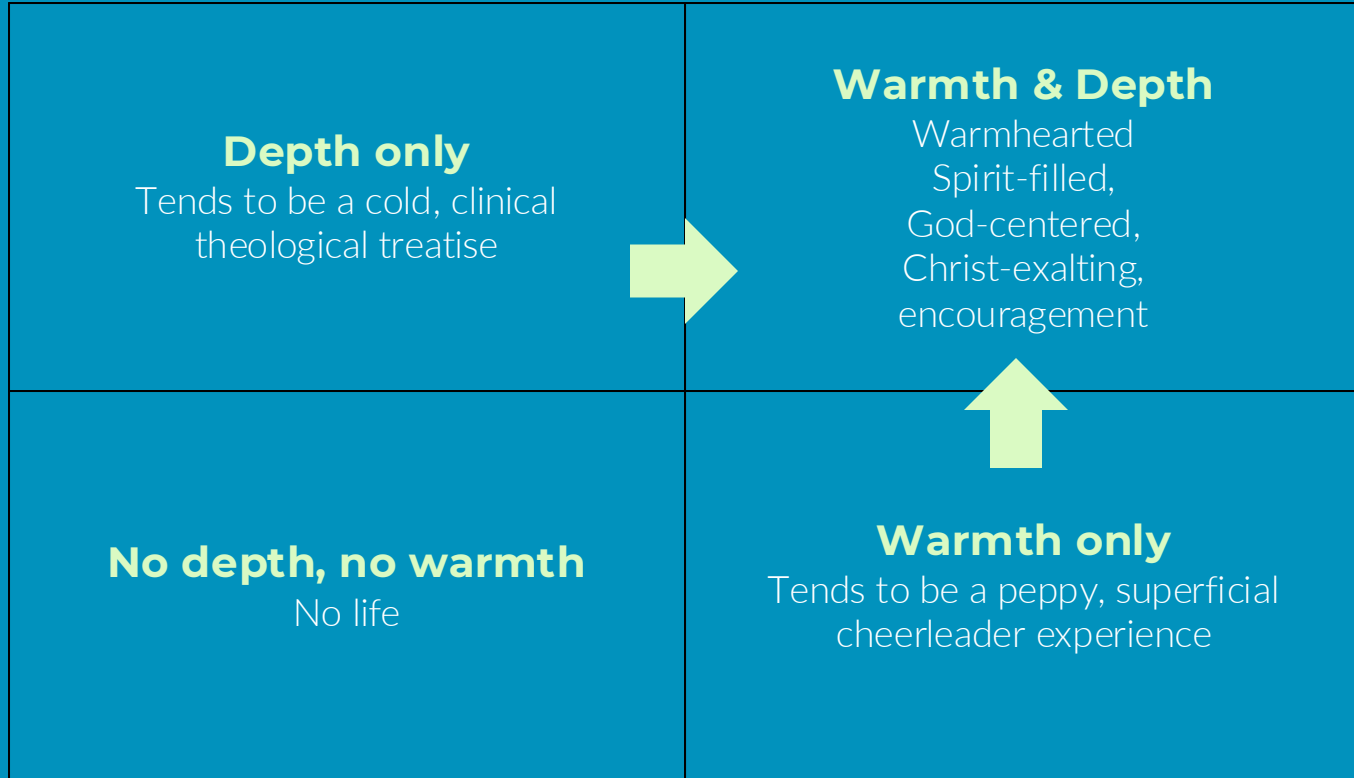 Depth only
Tends to be a cold, clinical
theological treatise
Warmth & Depth
Warmhearted
Spirit-filled,
God-centered,
Christ-exalting,
encouragement
No depth, no warmth
No life
Warmth only
Tends to be a peppy, superficial
cheerleader experience